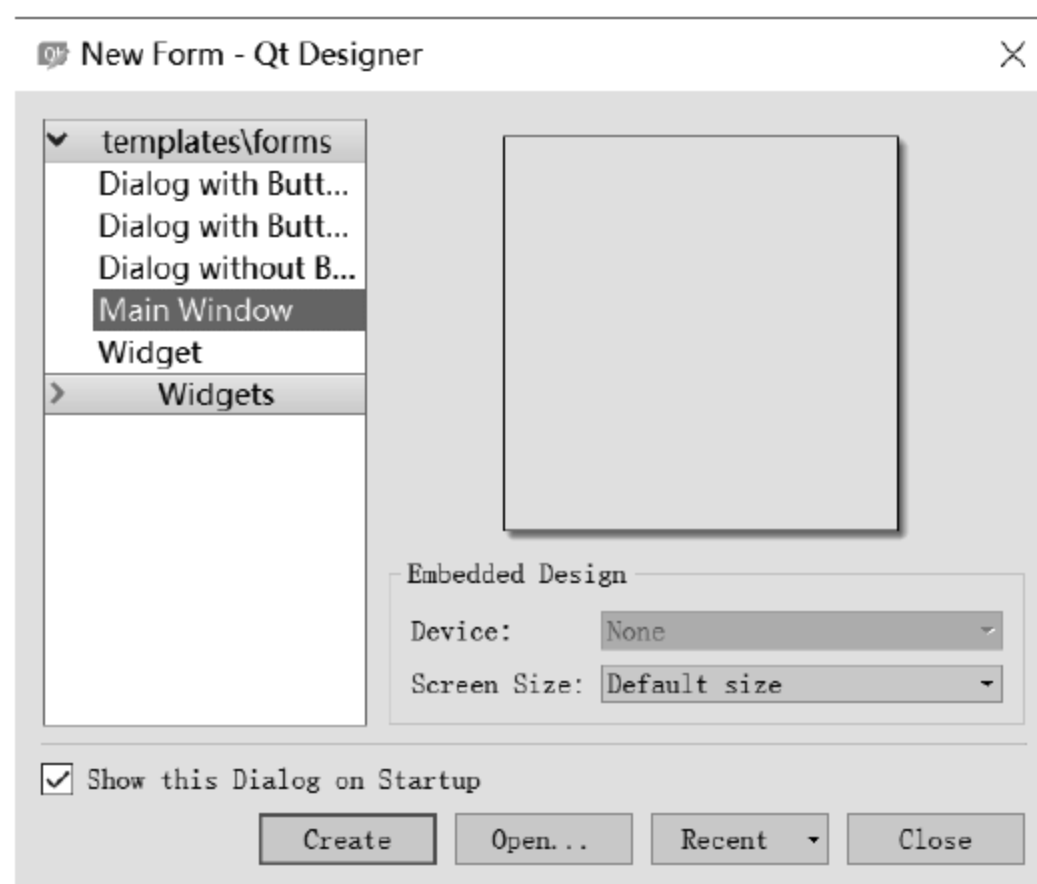 New Form - Qt Designer
templates\forms
Dialog with Butt...
Dialog with Butt...
Dialog without B...
Main Window
Widget
Widgets
Embedded Design
Device: None
Screen Size: Default size
Show this Dialog on Startup
Create Open... Recent Close